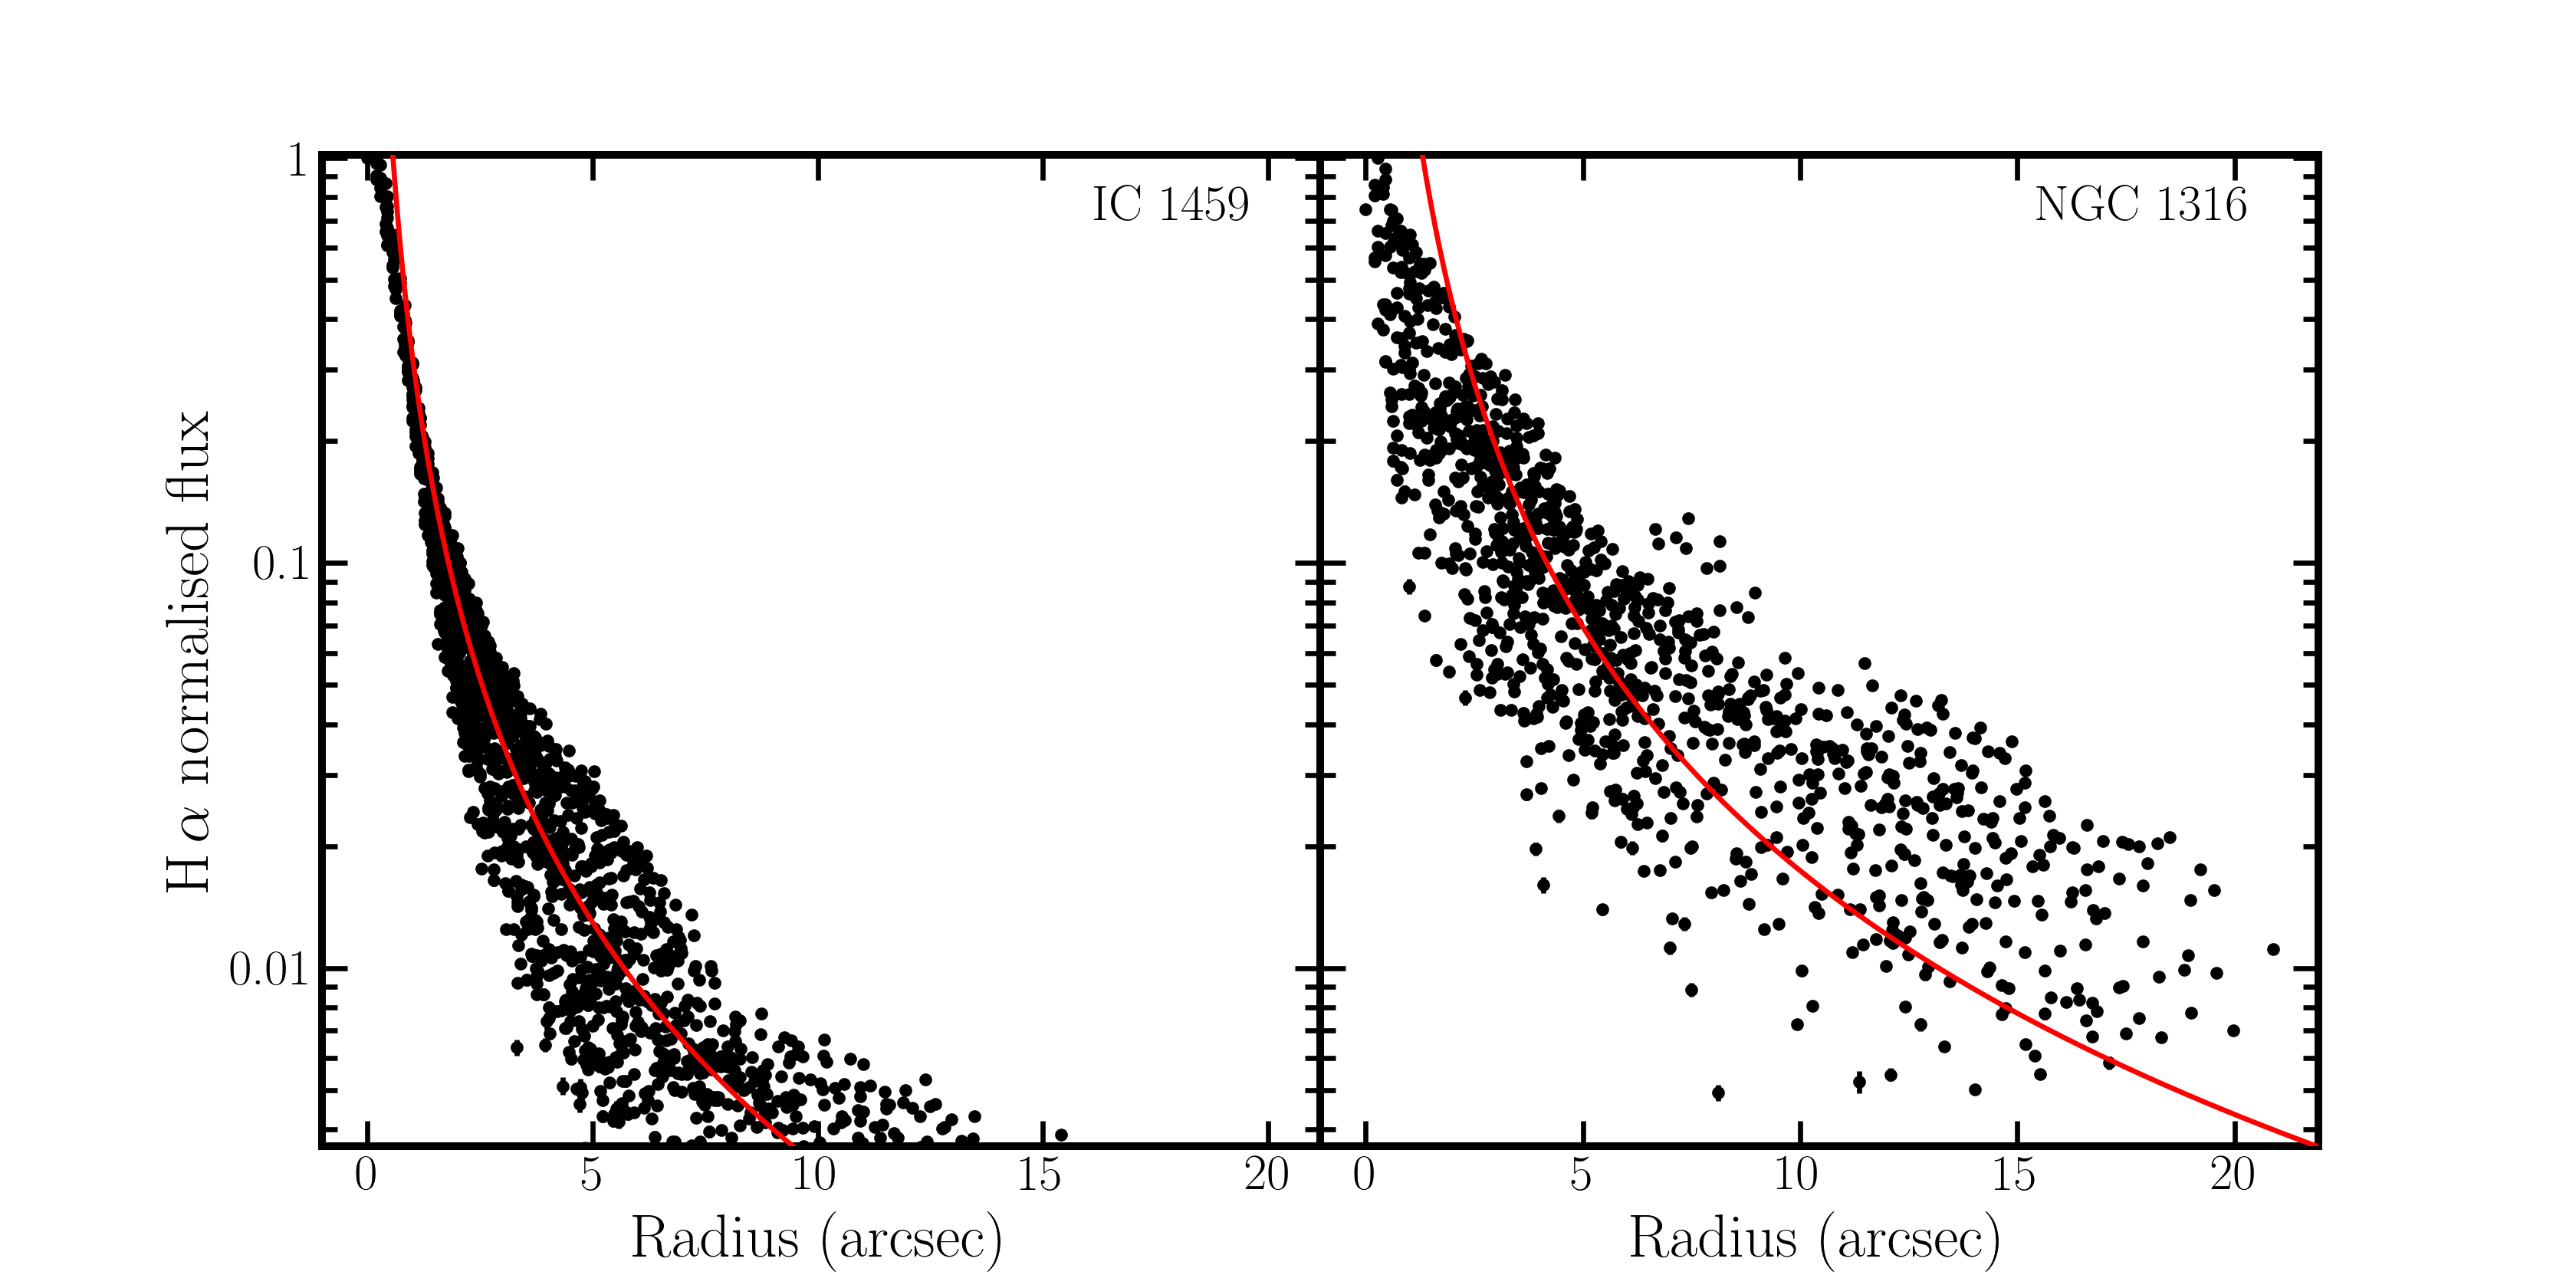 IC 1459
NGC 1316
1
0.1
0.01
H α normalised flux
0 5 10 15 20
0 5 10 15 20
Radius (arcsec)
Radius (arcsec)